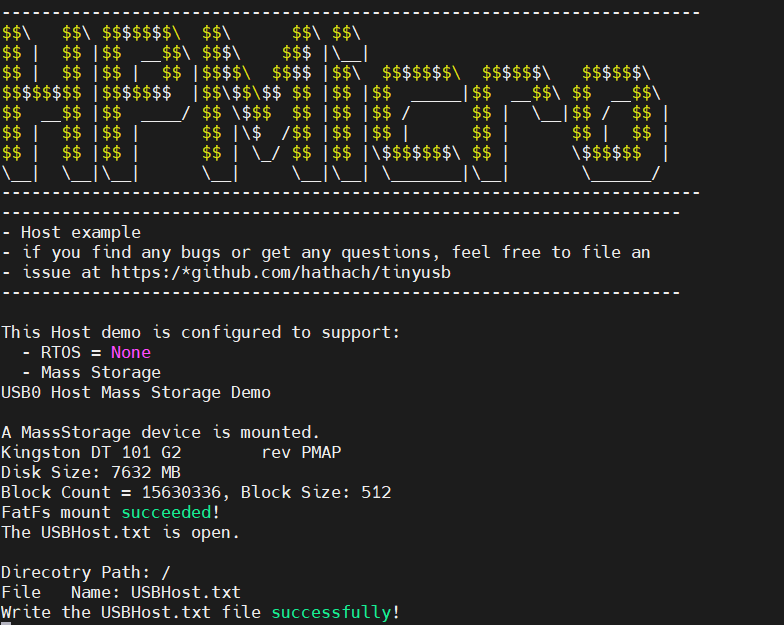 ----------------------------------------------------------------------
$$\   $$\ $$$$$$$\  $$\      $$\ $$\
$$ |  $$ |$$  __$$\ $$$\    $$$ |\__|
$$ |  $$ |$$ |  $$ |$$$$\  $$$$ |$$\  $$$$$$$\  $$$$$$\   $$$$$$\
$$$$$$$$ |$$$$$$$  |$$\$$\$$ $$ |$$ |$$  _____|$$  __$$\ $$  __$$\
$$  __$$ |$$  ____/ $$ \$$$  $$ |$$ |$$ /      $$ |  \__|$$ /  $$ |
$$ |  $$ |$$ |      $$ |\$  /$$ |$$ |$$ |      $$ |      $$ |  $$ |
$$ |  $$ |$$ |      $$ | \_/ $$ |$$ |\$$$$$$$\ $$ |      \$$$$$$  |
\__|  \__|\__|      \__|     \__|\__| \_______|\__|       \______/
----------------------------------------------------------------------
--------------------------------------------------------------------
- Host example
- if you find any bugs or get any questions, feel free to file an
- issue at https:/*github.com/hathach/tinyusb
--------------------------------------------------------------------
This Host demo is configured to support:
  - RTOS = None
  - Mass Storage
USB0 Host Mass Storage Demo
A MassStorage device is mounted.
Kingston DT 101 G2        rev PMAP
Disk Size: 7632 MB
Block Count = 15630336, Block Size: 512
FatFs mount succeeded!
The USBHost.txt is open.
Direcotry Path: /
File   Name: USBHost.txt
Write the USBHost.txt file successfully!